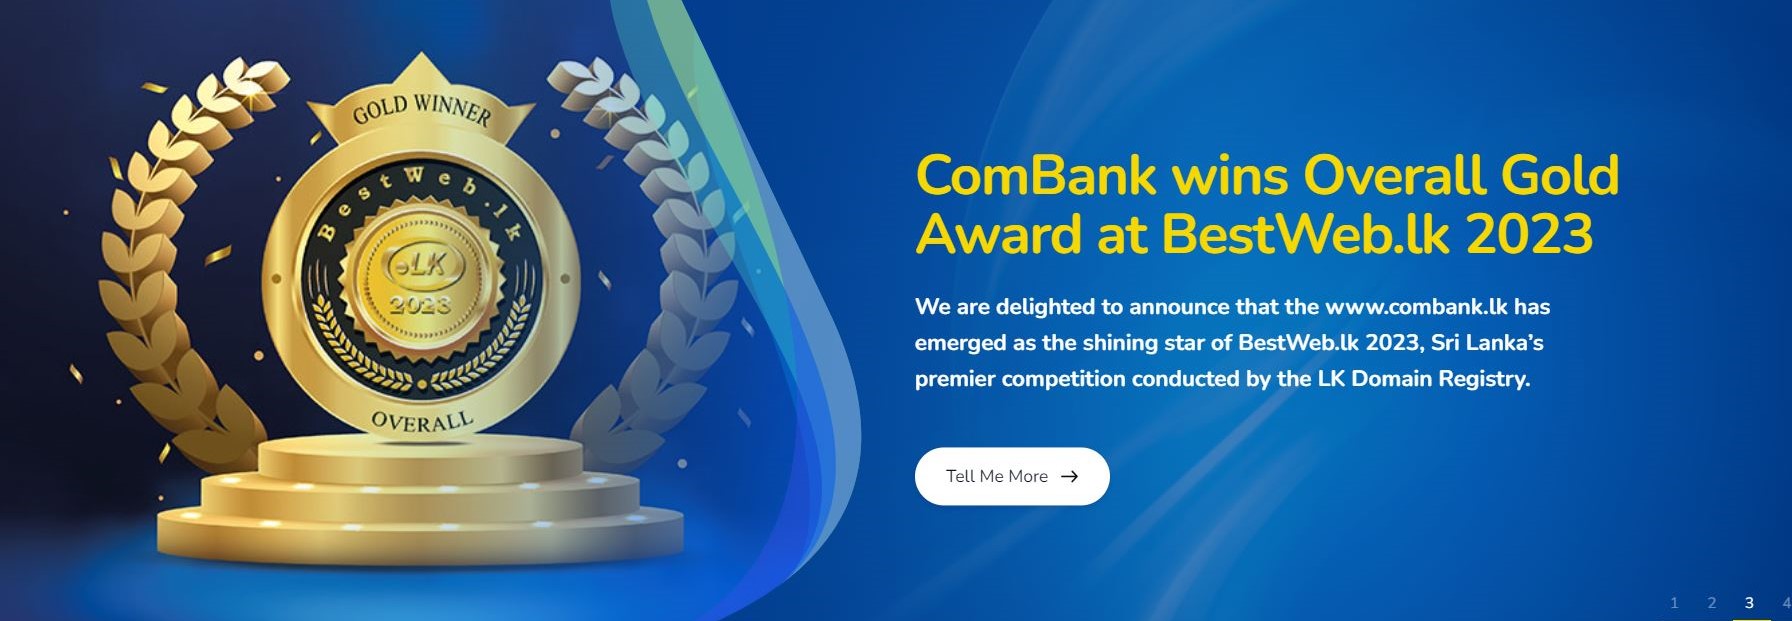 GOLD WINNER
BestWeb.lk
eLK
2023
OVERALL
ComBank wins Overall Gold
Award at BestWeb.lk 2023
We are delighted to announce that the www.combank.lk has
emerged as the shining star of BestWeb.lk 2023, Sri Lanka’s
premier competition conducted by the LK Domain Registry.
Tell Me More →
1 2 3 4